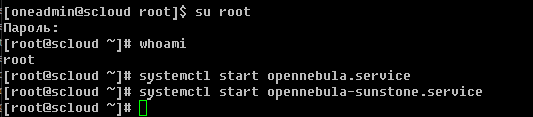 [oneadmin@scloud root]$ su root
Пароль:
[root@scloud ~]# whoami
root
[root@scloud ~]# systemctl start opennebula.service
[root@scloud ~]# systemctl start opennebula-sunstone.service
[root@scloud ~]#